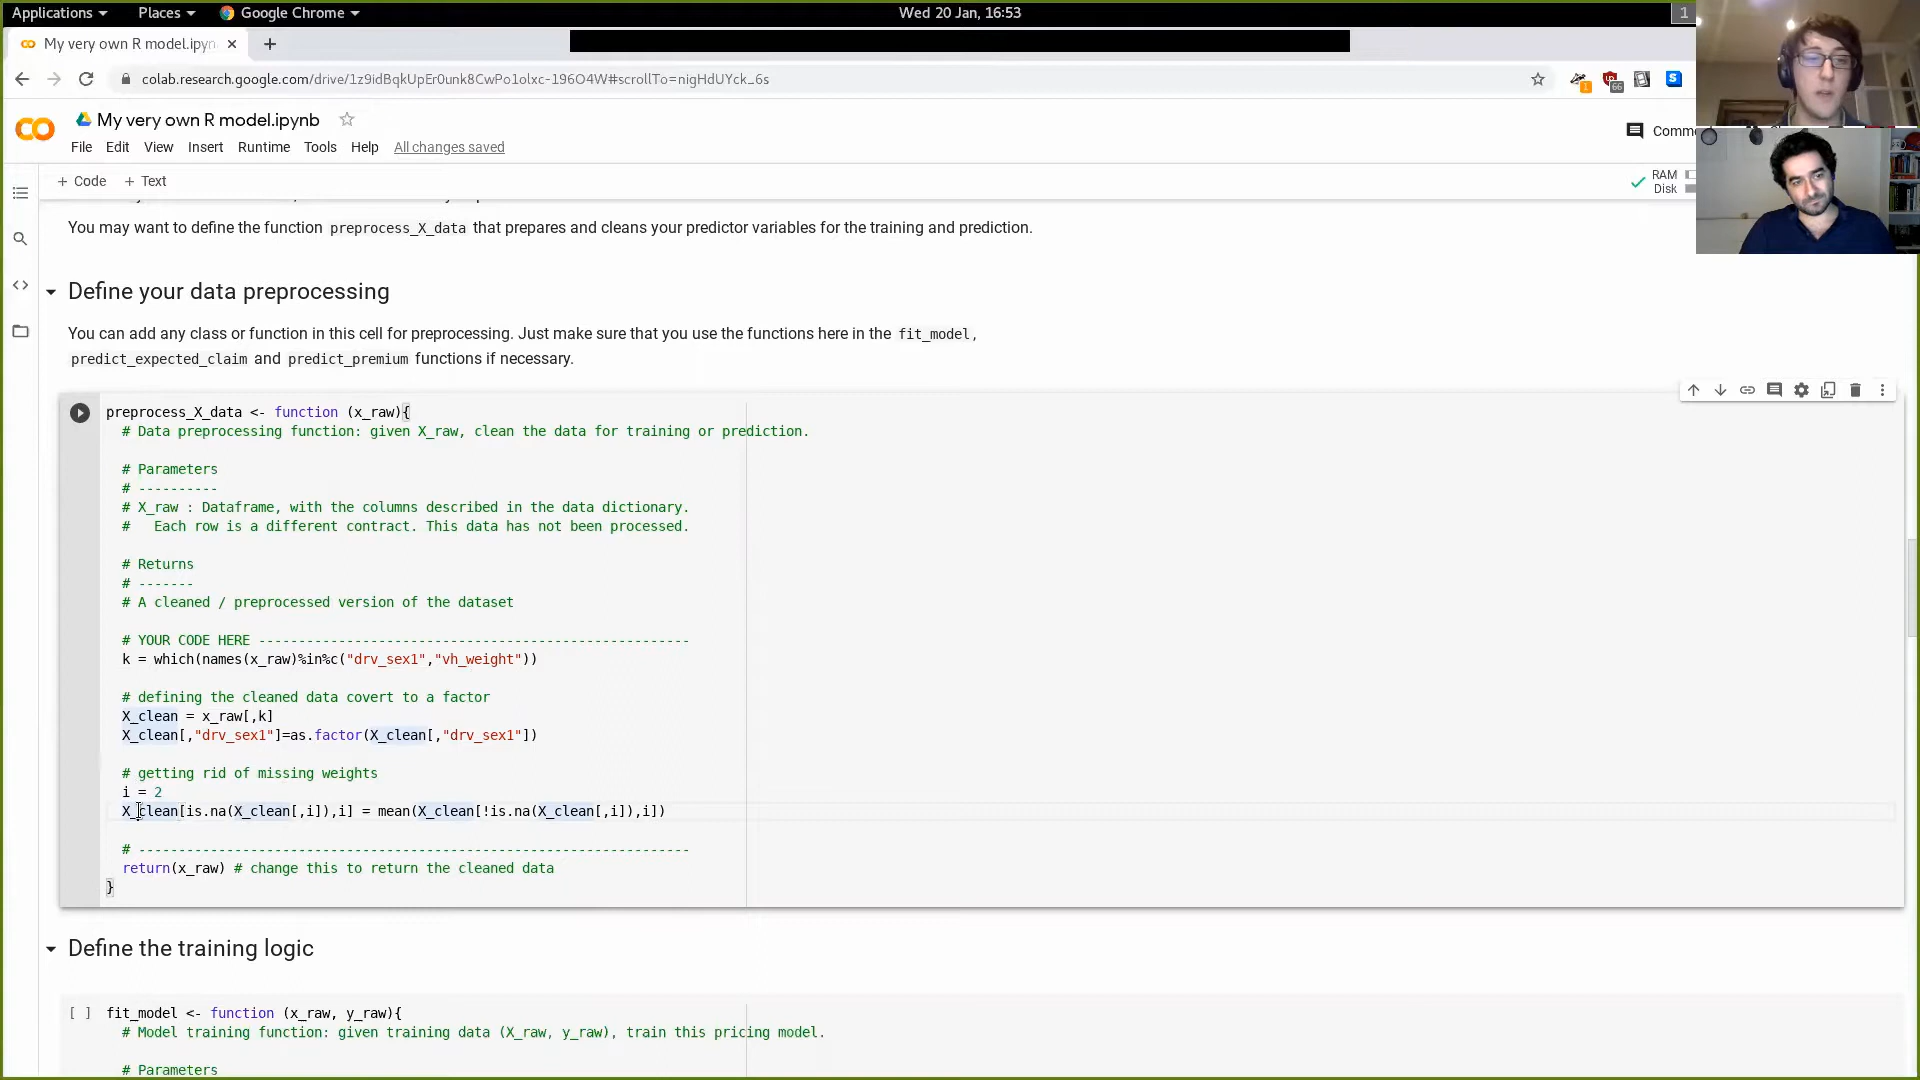 Applications Places Google Chrome Wed 20 Jan, 16:53 1
My very own R model.ipyn
colab.research.google.com/drive/1z9idBqkUpEr0unk8CwPo1olxc-196O4W#scrollTo=nigHdUYck_6s 1 66 S
My very own R model.ipynb
Comm
File Edit View Insert Runtime Tools Help All changes saved
+ Code + Text RAM
Disk
You may want to define the function preprocess_X_data that prepares and cleans your predictor variables for the training and prediction.
Define your data preprocessing
You can add any class or function in this cell for preprocessing. Just make sure that you use the functions here in the fit_model,
predict_expected_claim and predict_premium functions if necessary.
preprocess_X_data <- function (x_raw){
# Data preprocessing function: given X_raw, clean the data for training or prediction.
# Parameters
# ----------
# X_raw : Dataframe, with the columns described in the data dictionary.
#   Each row is a different contract. This data has not been processed.
# Returns
# -------
# A cleaned / preprocessed version of the dataset
# YOUR CODE HERE ------------------------------------------------------
k = which(names(x_raw)%in%c("drv_sex1","vh_weight"))
# defining the cleaned data covert to a factor
X_clean = x_raw[,k]
X_clean[,"drv_sex1"]=as.factor(X_clean[,"drv_sex1"])
# getting rid of missing weights
i = 2
X_clean[is.na(X_clean[,i]),i] = mean(X_clean[!is.na(X_clean[,i]),i])
# ---------------------------------------------------------------------
return(x_raw) # change this to return the cleaned data
}
Define the training logic
[ ] fit_model <- function (x_raw, y_raw){
# Model training function: given training data (X_raw, y_raw), train this pricing model.
# Parameters